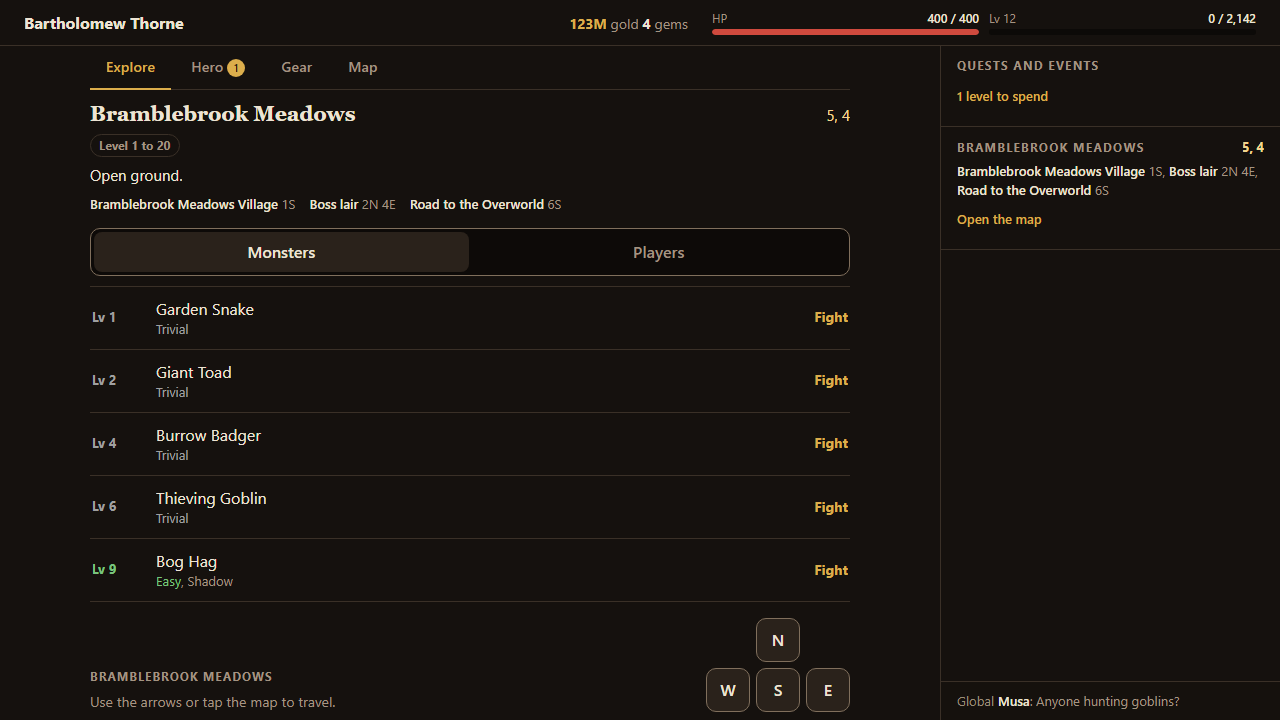 Bartholomew Thorne
123M gold 4 gems
HP 400 / 400
Lv 12 0 / 2,142
Explore
Hero 1
Gear
Map
Bramblebrook Meadows 5, 4
Level 1 to 20
Open ground.
Bramblebrook Meadows Village 1S Boss lair 2N 4E Road to the Overworld 6S
Monsters
Players
Lv 1 Garden Snake Fight
Trivial
Lv 2 Giant Toad Fight
Trivial
Lv 4 Burrow Badger Fight
Trivial
Lv 6 Thieving Goblin Fight
Trivial
Lv 9 Bog Hag Fight
Easy, Shadow
BRAMBLEBROOK MEADOWS
Use the arrows or tap the map to travel.
N
W S E
QUESTS AND EVENTS
1 level to spend
BRAMBLEBROOK MEADOWS 5, 4
Bramblebrook Meadows Village 1S, Boss lair 2N 4E,
Road to the Overworld 6S
Open the map
Global Musa: Anyone hunting goblins?